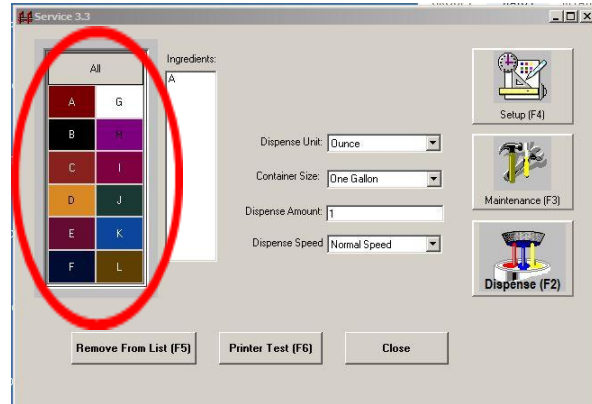 Service 3.3
All
Ingredients:
A
A G
B H
C I
D J
E K
F L
Dispense Unit: Ounce
Container Size: One Gallon
Dispense Amount: 1
Dispense Speed Normal Speed
Setup (F4)
Maintenance (F3)
Dispense (F2)
Remove From List (F5) Printer Test (F6) Close